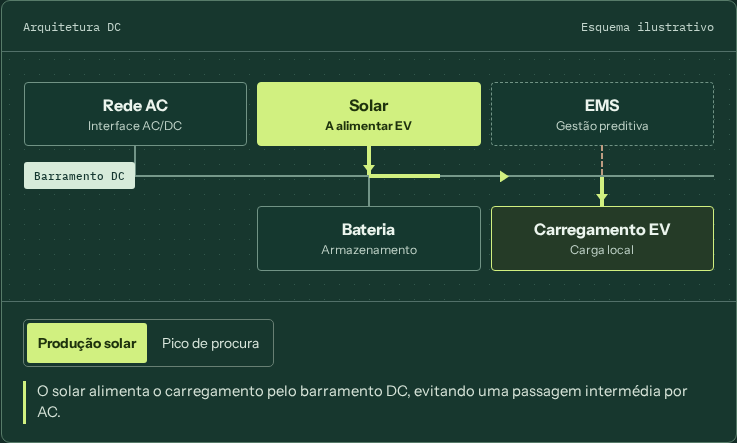 Arquitetura DC
Esquema ilustrativo
Rede AC
Interface AC/DC
Solar
A alimentar EV
EMS
Gestão preditiva
Barramento DC
Bateria
Armazenamento
Carregamento EV
Carga local
Produção solar
Pico de procura
O solar alimenta o carregamento pelo barramento DC, evitando uma passagem intermédia por
AC.